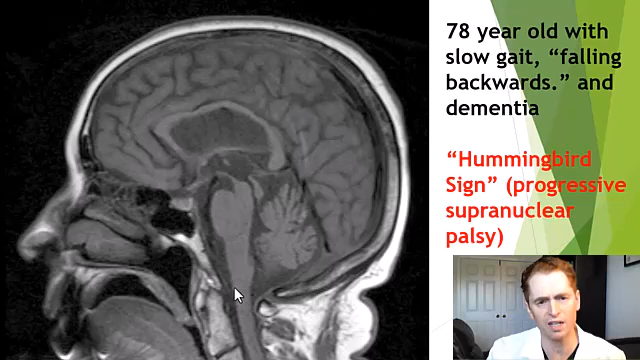 78 year old with
slow gait, “falling
backwards.” and
dementia
“Hummingbird
Sign” (progressive
supranuclear
palsy)